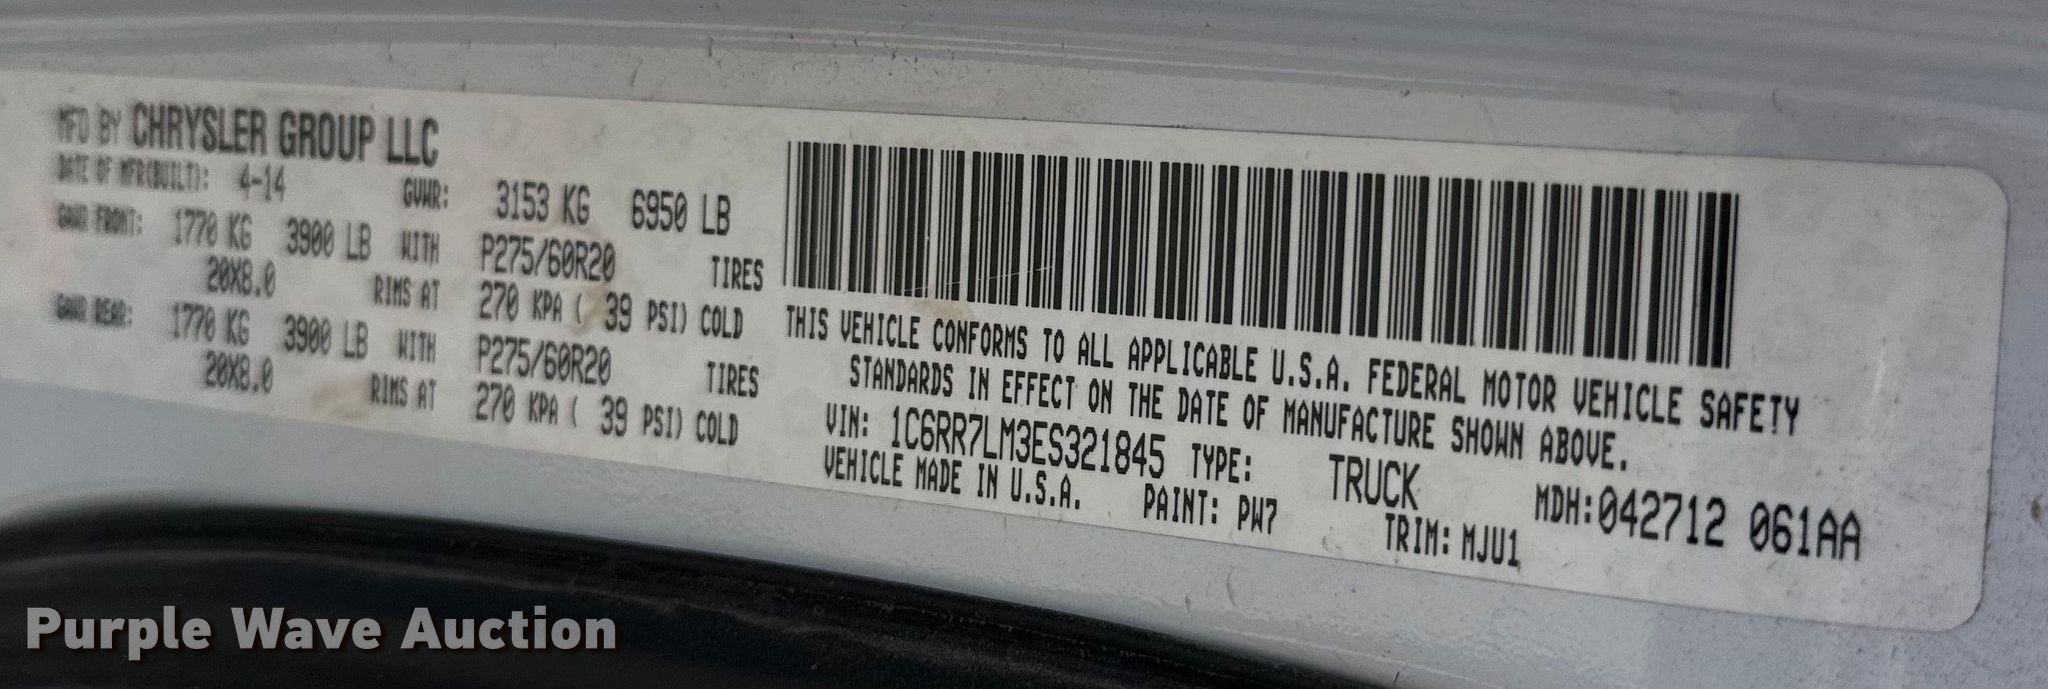 MFD BY CHRYSLER GROUP LLC
DATE OF MFR(BUILT): 4-14 GVWR: 3153 KG 6950 LB
GAWR FRONT: 1770 KG 3900 LB WITH P275/60R20 TIRES
20X8.0 RIMS AT 270 KPA ( 39 PSI) COLD
GAWR REAR: 1770 KG 3900 LB WITH P275/60R20 TIRES
20X8.0 RIMS AT 270 KPA ( 39 PSI) COLD
THIS VEHICLE CONFORMS TO ALL APPLICABLE U.S.A. FEDERAL MOTOR VEHICLE SAFETY
STANDARDS IN EFFECT ON THE DATE OF MANUFACTURE SHOWN ABOVE.
VIN: 1C6RR7LM3ES321845 TYPE: TRUCK MDH:042712 061AA
VEHICLE MADE IN U.S.A. PAINT: PW7 TRIM: MJU1
Purple Wave Auction